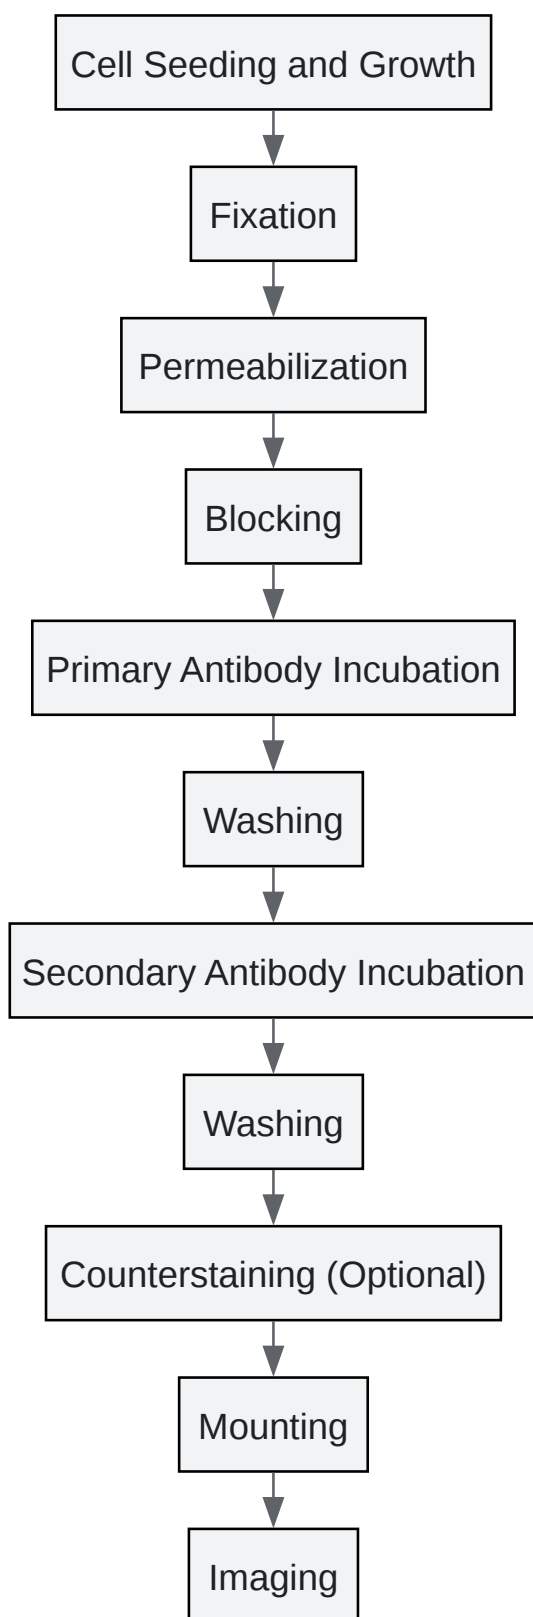 Cell Seeding and Growth
Fixation
Permeabilization
Blocking
Primary Antibody Incubation
Washing
Secondary Antibody Incubation
Washing
Counterstaining (Optional)
Mounting
Imaging